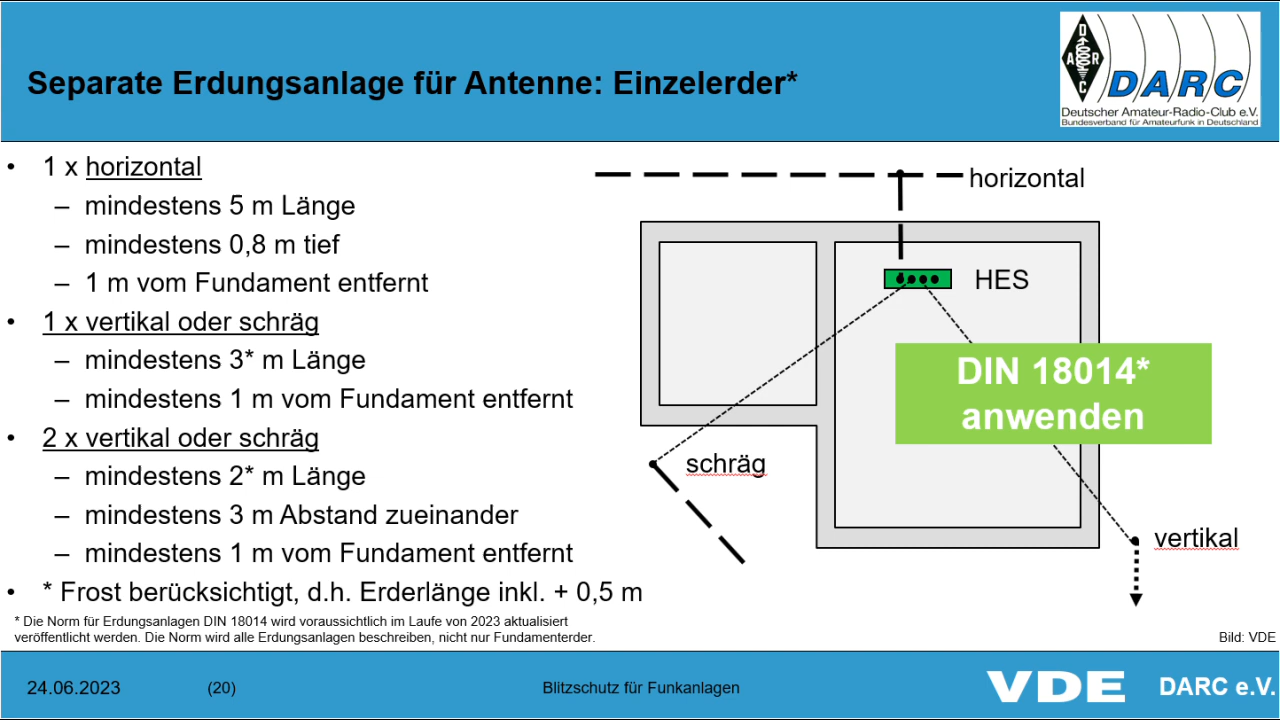 Separate Erdungsanlage für Antenne: Einzelerder*
D
A R
C
DARC
Deutscher Amateur-Radio-Club e.V.
Bundesverband für Amateurfunk in Deutschland
• 1 x horizontal
– mindestens 5 m Länge
– mindestens 0,8 m tief
– 1 m vom Fundament entfernt
• 1 x vertikal oder schräg
– mindestens 3* m Länge
– mindestens 1 m vom Fundament entfernt
• 2 x vertikal oder schräg
– mindestens 2* m Länge
– mindestens 3 m Abstand zueinander
– mindestens 1 m vom Fundament entfernt
• * Frost berücksichtigt, d.h. Erderlänge inkl. + 0,5 m
* Die Norm für Erdungsanlagen DIN 18014 wird voraussichtlich im Laufe von 2023 aktualisiert
veröffentlicht werden. Die Norm wird alle Erdungsanlagen beschreiben, nicht nur Fundamenterder.
horizontal
HES
DIN 18014*
anwenden
schräg
vertikal
Bild: VDE
24.06.2023
(20)
Blitzschutz für Funkanlagen
VDE
DARC e.V.